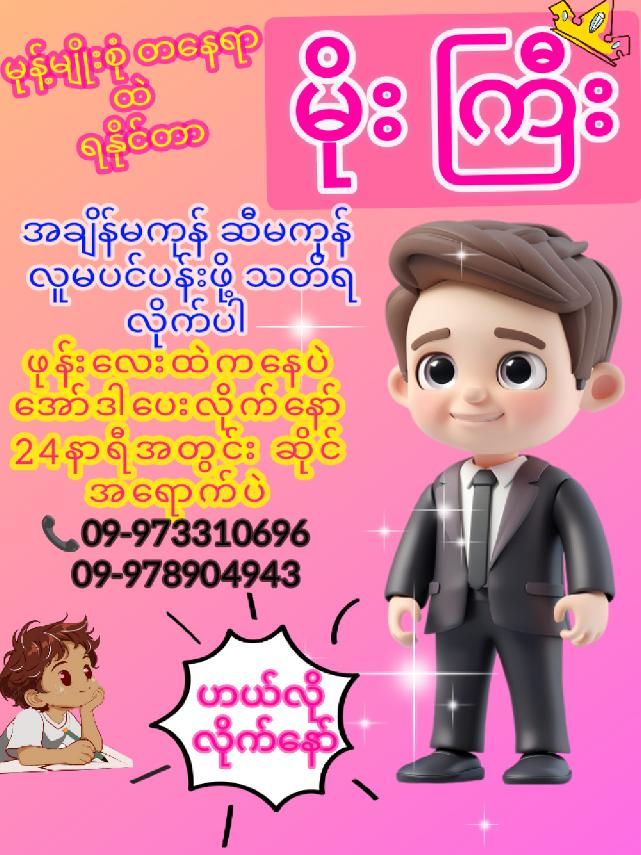 မုန့်မျိုးစုံ တနေရာ
ထဲ
ရနိုင်တာ
မိုး ကြီး
အချိန်မကုန် ဆီမကုန်
လူမပင်ပန်းဖို့ သတိရ
လိုက်ပါ
ဖုန်းလေးထဲကနေပဲ
အော်ဒါပေးလိုက်နော်
24နာရီအတွင်း ဆိုင်
အရောက်ပဲ
09-973310696
09-978904943
ဟယ်လို
လိုက်နော်